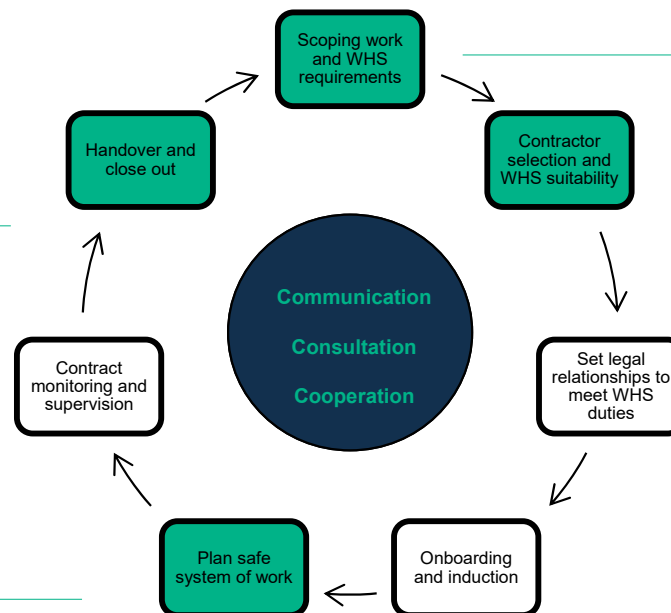 Scoping work
and WHS
requirements
Contractor
selection and
WHS suitability
Set legal
relationships to
meet WHS
duties
Onboarding
and induction
Plan safe
system of work
Contract
monitoring and
supervision
Handover and
close out
Communication
Consultation
Cooperation